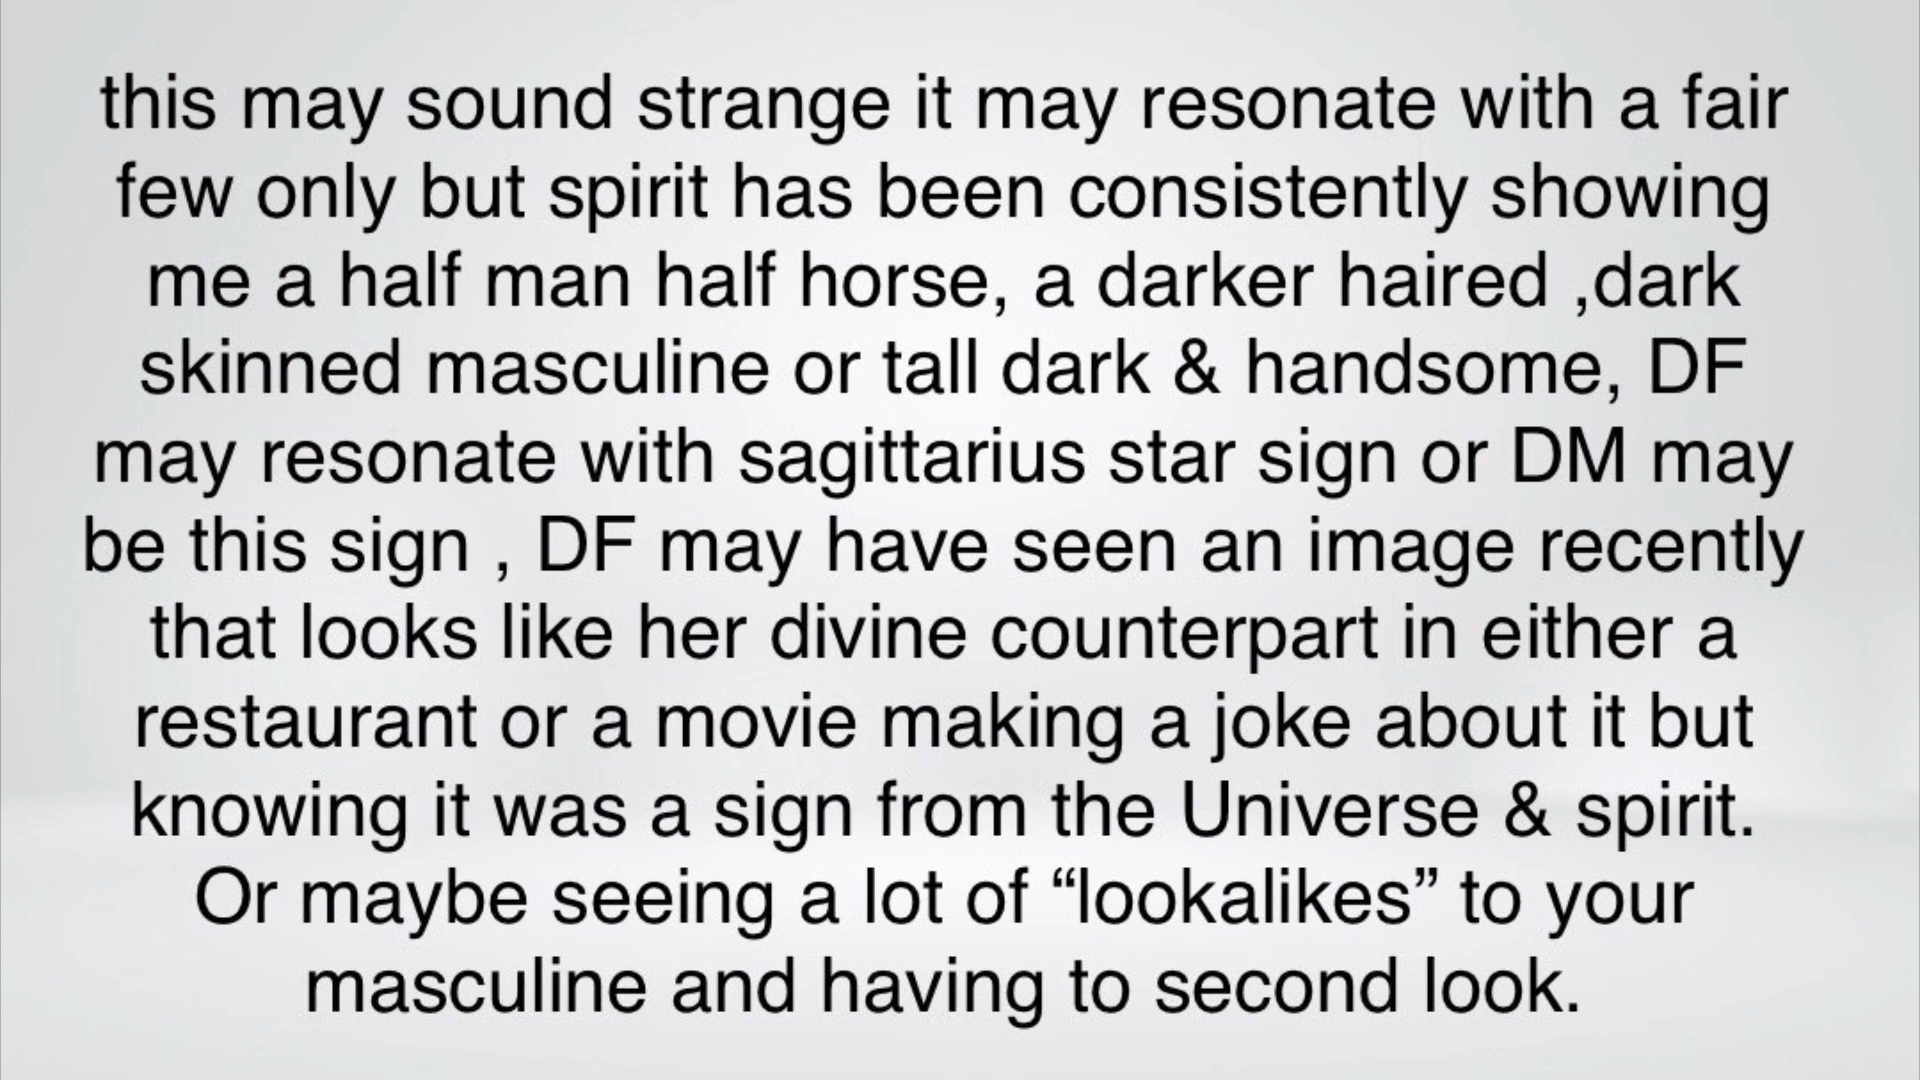 this may sound strange it may resonate with a fair
few only but spirit has been consistently showing
me a half man half horse, a darker haired ,dark
skinned masculine or tall dark & handsome, DF
may resonate with sagittarius star sign or DM may
be this sign , DF may have seen an image recently
that looks like her divine counterpart in either a
restaurant or a movie making a joke about it but
knowing it was a sign from the Universe & spirit.
Or maybe seeing a lot of “lookalikes” to your
masculine and having to second look.